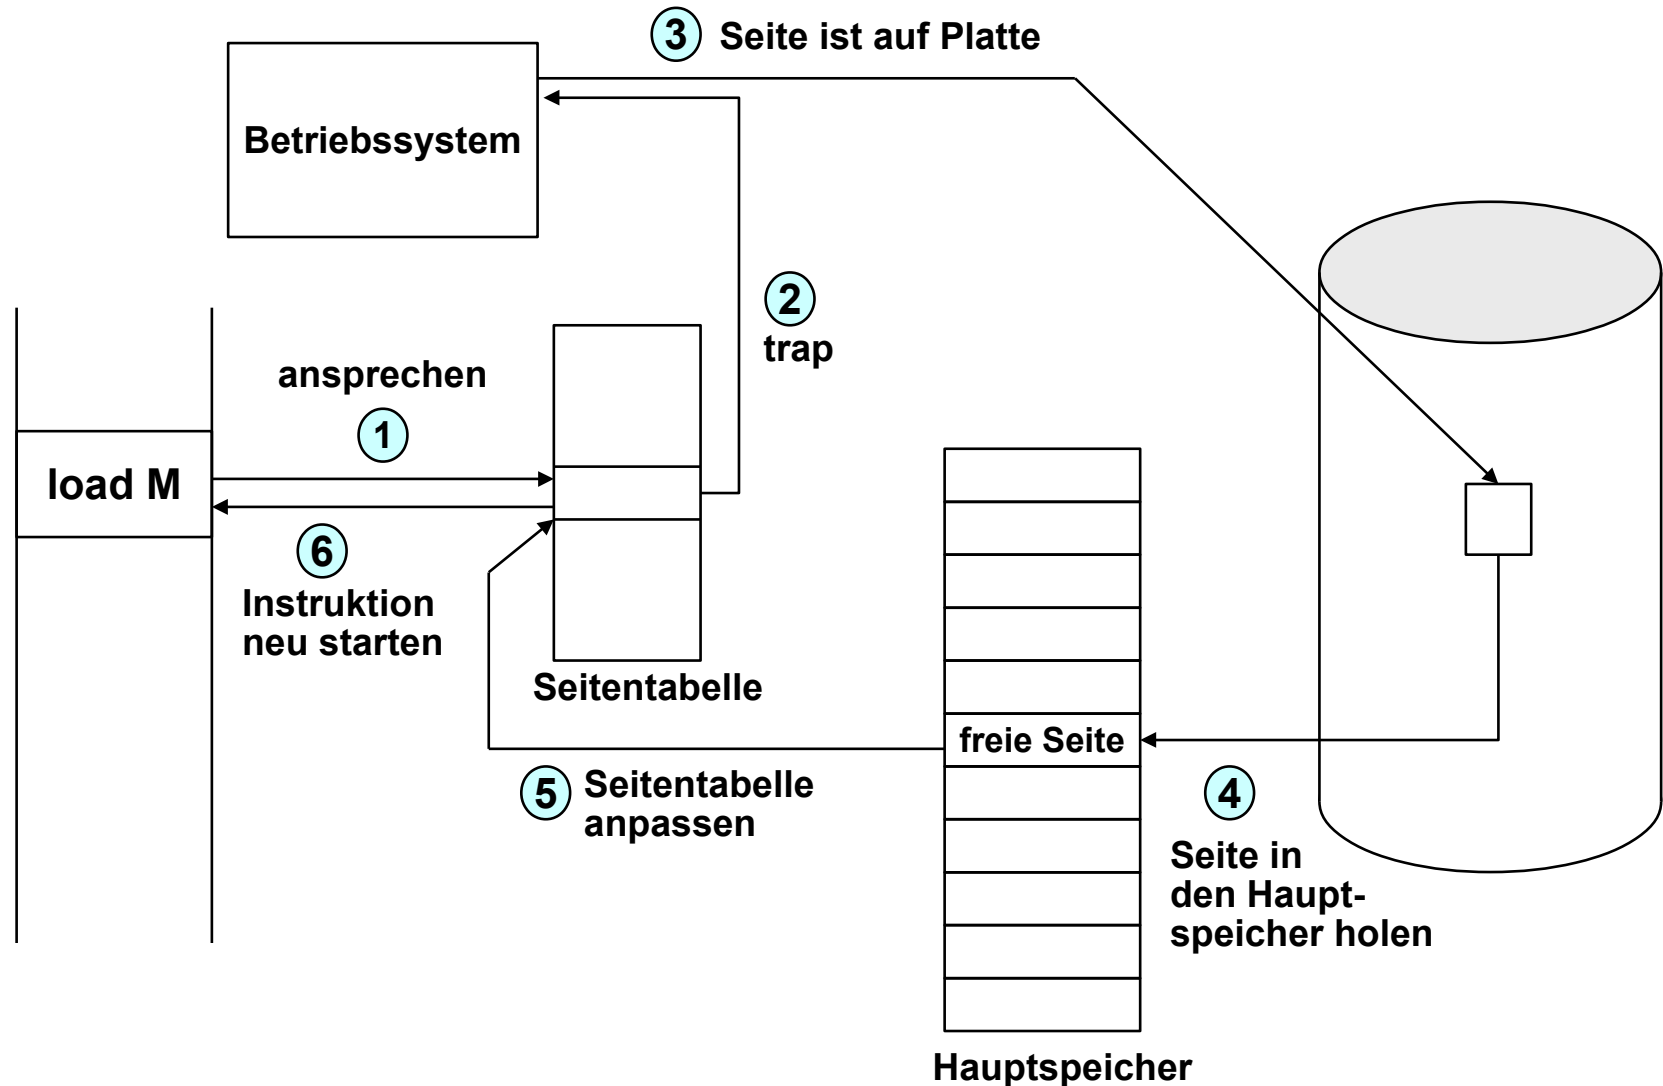 3 Seite ist auf Platte
Betriebssystem
2
trap
ansprechen
1
load M
6
Instruktion
neu starten
Seitentabelle
freie Seite
5 Seitentabelle
anpassen
4
Seite in
den Haupt-
speicher holen
Hauptspeicher